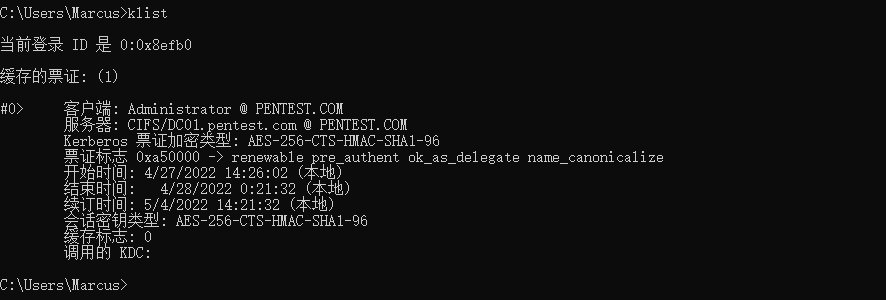 C:\Users\Marcus>klist
当前登录 ID 是 0:0x8efb0
缓存的票证: (1)
#0>     客户端: Administrator @ PENTEST.COM
        服务器: CIFS/DC01.pentest.com @ PENTEST.COM
        Kerberos 票证加密类型: AES-256-CTS-HMAC-SHA1-96
        票证标志 0xa50000 -> renewable pre_authent ok_as_delegate name_canonicalize
        开始时间: 4/27/2022 14:26:02 (本地)
        结束时间:   4/28/2022 0:21:32 (本地)
        续订时间: 5/4/2022 14:21:32 (本地)
        会话密钥类型: AES-256-CTS-HMAC-SHA1-96
        缓存标志: 0
        调用的 KDC:
C:\Users\Marcus>